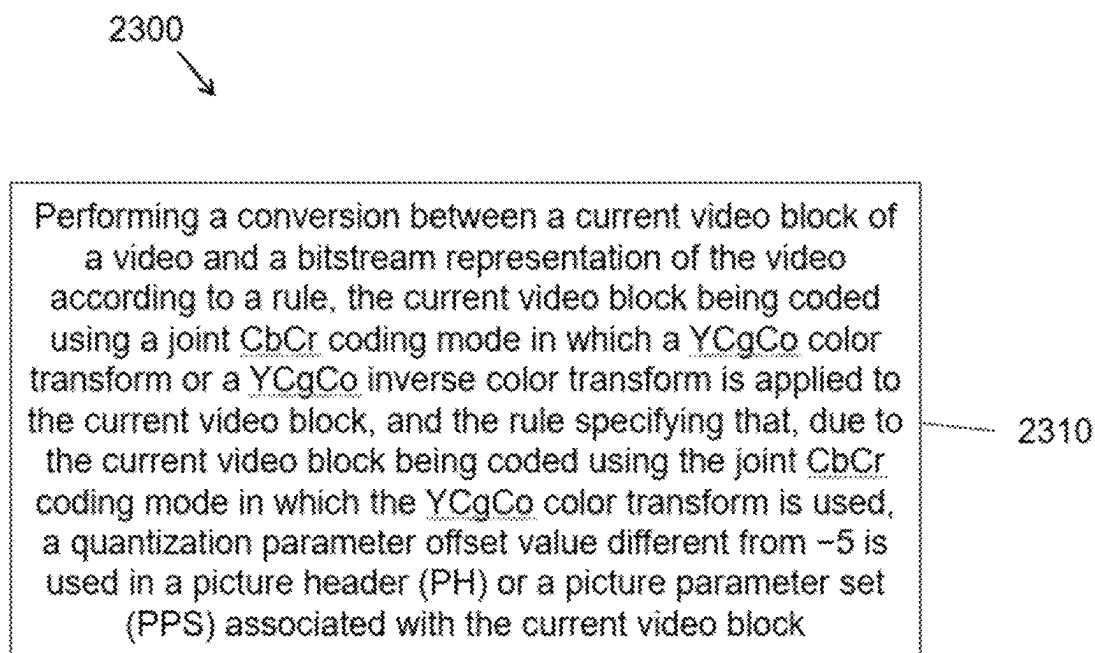 2300
Performing a conversion between a current video block of
a video and a bitstream representation of the video
according to a rule, the current video block being coded
using a joint CbCr coding mode in which a YCgCo color
transform or a YCgCo inverse color transform is applied to
the current video block, and the rule specifying that, due to
the current video block being coded using the joint CbCr
coding mode in which the YCgCo color transform is used,
a quantization parameter offset value different from −5 is
used in a picture header (PH) or a picture parameter set
(PPS) associated with the current video block
2310